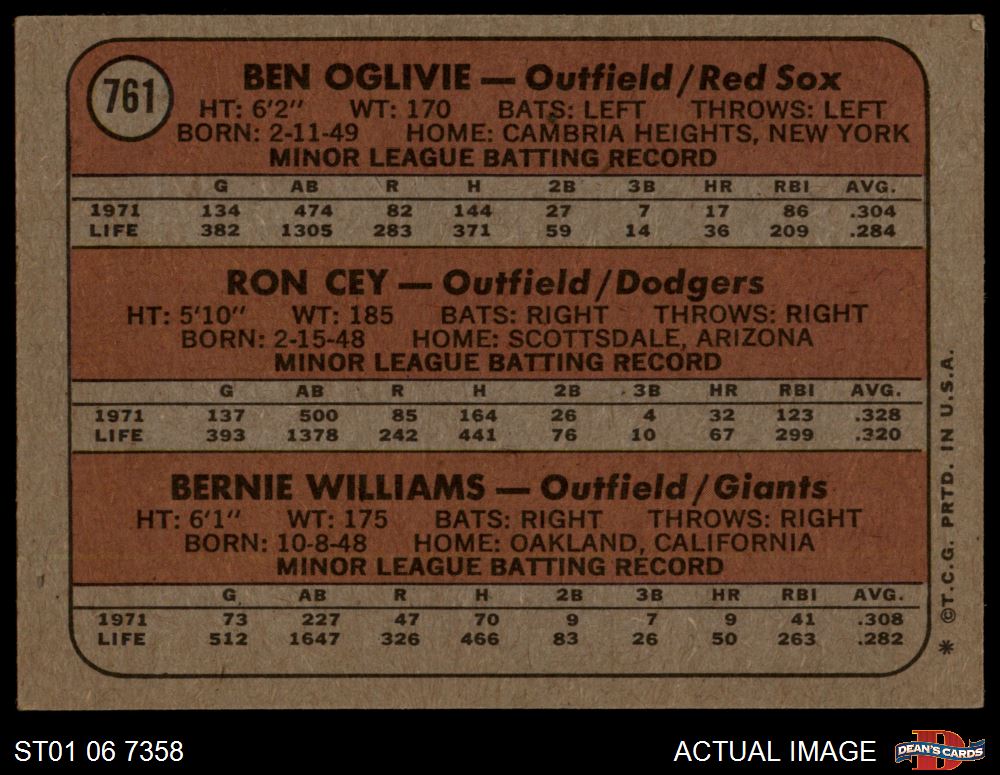 761
BEN OGLIVIE — Outfield/Red Sox
HT: 6'2" WT: 170 BATS: LEFT THROWS: LEFT
BORN: 2-11-49 HOME: CAMBRIA HEIGHTS, NEW YORK
MINOR LEAGUE BATTING RECORD
G AB R H 2B 3B HR RBI AVG.
1971 134 474 82 144 27 7 17 86 .304
LIFE 382 1305 283 371 59 14 36 209 .284
RON CEY — Outfield/Dodgers
HT: 5'10" WT: 185 BATS: RIGHT THROWS: RIGHT
BORN: 2-15-48 HOME: SCOTTSDALE, ARIZONA
MINOR LEAGUE BATTING RECORD
G AB R H 2B 3B HR RBI AVG.
1971 137 500 85 164 26 4 32 123 .328
LIFE 393 1378 242 441 76 10 67 299 .320
BERNIE WILLIAMS — Outfield/Giants
HT: 6'1" WT: 175 BATS: RIGHT THROWS: RIGHT
BORN: 10-8-48 HOME: OAKLAND, CALIFORNIA
MINOR LEAGUE BATTING RECORD
G AB R H 2B 3B HR RBI AVG.
1971 73 227 47 70 9 7 9 41 .308
LIFE 512 1647 326 466 83 26 50 263 .282
* ©T.C.G. PRTD. IN U.S.A.
ST01 06 7358
ACTUAL IMAGE
D
DEAN'S CARDS